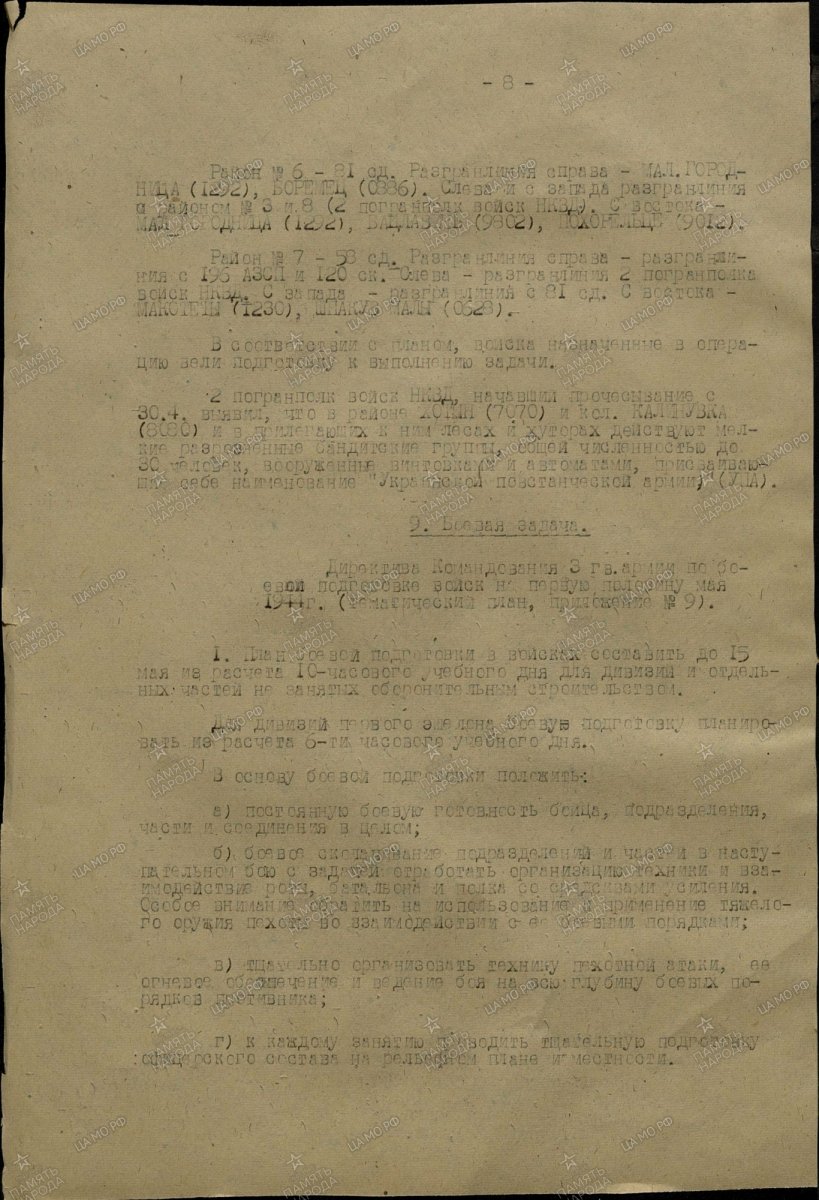 - 8 -
Район № 6 - 81 сд. Разгранлиния справа - МАЛ.ГОРОД-
НИЦА (1292), БОРЕМЕЦ (0886). Слева и с запада разгранлиния
с районом № 3 и 8 (2 погранполк войск НКВД). С востока -
МАЛ.ГОРОДНИЦА (1292), (9802), (9012).
Район № 7 - 58 сд. Разгранлиния справа - разгранли-
ния с 196 АЗСП и 120 ск. Слева - разгранлиния 2 погранполка
войск НКВД. С запада - разгранлиния с 81 сд. С востока -
(1230), (0628).
В соответствии с планом, войска назначенные в опера-
цию вели подготовку к выполнению задачи.
2 погранполк войск НКВД, начавший прочесывание с
30.4. выявил, что в районе (7070) и кол. КАЛИНУВКА
(8080) и в прилегающих к ним лесах и хуторах действуют мел-
кие разрозненные бандитские группы, общей численностью до
30 человек, вооруженные винтовками и автоматами, присваиваю-
щие себе наименование "Украинской повстанческой армии," (УПА).
9. Боевая задача.
Директива Командования 3 гв.армии по бо-
евой подготовке войск на первую половину мая
1944г. (тематический план, приложение № 9).
1. План боевой подготовки в войсках составить до 15
мая из расчета 10-часового учебного дня для дивизий и отдель-
ных частей не занятых оборонительным строительством.
Для дивизий первого эшелона боевую подготовку планиро-
вать из расчета 6-ти часового учебного дня.
В основу боевой подготовки положить:
а) постоянную боевую готовность бойца, подразделения,
части и соединения в целом;
б) боевое сколачивание подразделений и частей в насту-
пательном бою с задачей отработать организацию техники и вза-
имодействие роты, батальона и полка со средствами усиления.
Особое внимание обратить на использование и применение тяжело-
го оружия пехоты во взаимодействии с ее боевыми порядками;
в) тщательно организовать технику пехотной атаки, ее
огневое обеспечение и ведение боя на всю глубину боевых по-
рядков противника;
г) к каждому занятию проводить тщательную подготовку
офицерского состава на рельефном плане и местности.
ПАМЯТЬ
НАРОДА
ЦАМО.РФ